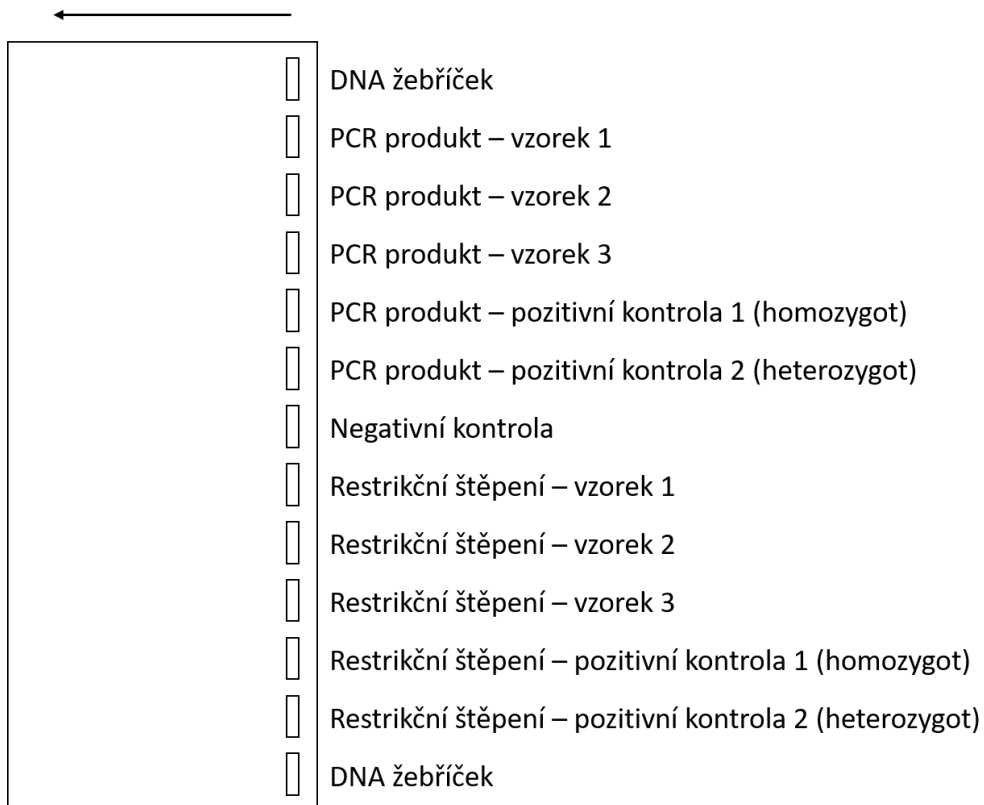 DNA žebříček
PCR produkt – vzorek 1
PCR produkt – vzorek 2
PCR produkt – vzorek 3
PCR produkt – pozitivní kontrola 1 (homozygot)
PCR produkt – pozitivní kontrola 2 (heterozygot)
Negativní kontrola
Restrikční štěpení – vzorek 1
Restrikční štěpení – vzorek 2
Restrikční štěpení – vzorek 3
Restrikční štěpení – pozitivní kontrola 1 (homozygot)
Restrikční štěpení – pozitivní kontrola 2 (heterozygot)
DNA žebříček